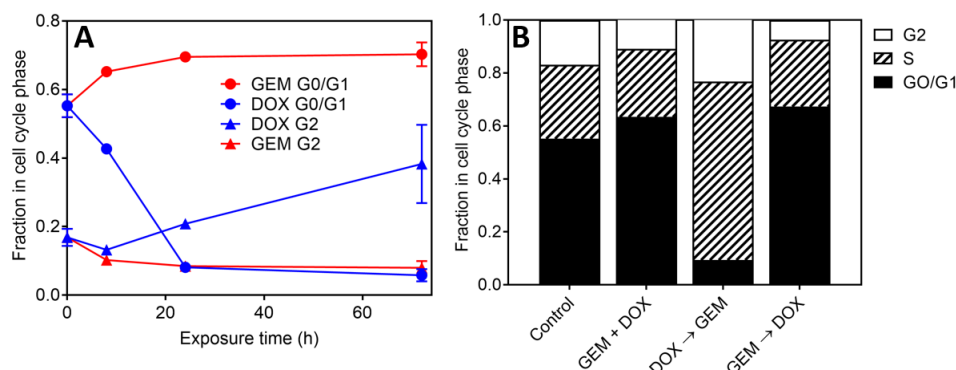 A
0.8
0.6
0.4
0.2
0.0
Fraction in cell cycle phase
GEM G0/G1
DOX G0/G1
DOX G2
GEM G2
0
20
40
60
Exposure time (h)
B
1.0
0.8
0.6
0.4
0.2
0.0
Fraction in cell cycle phase
G2
S
GO/G1
Control
GEM + DOX
DOX → GEM
GEM → DOX